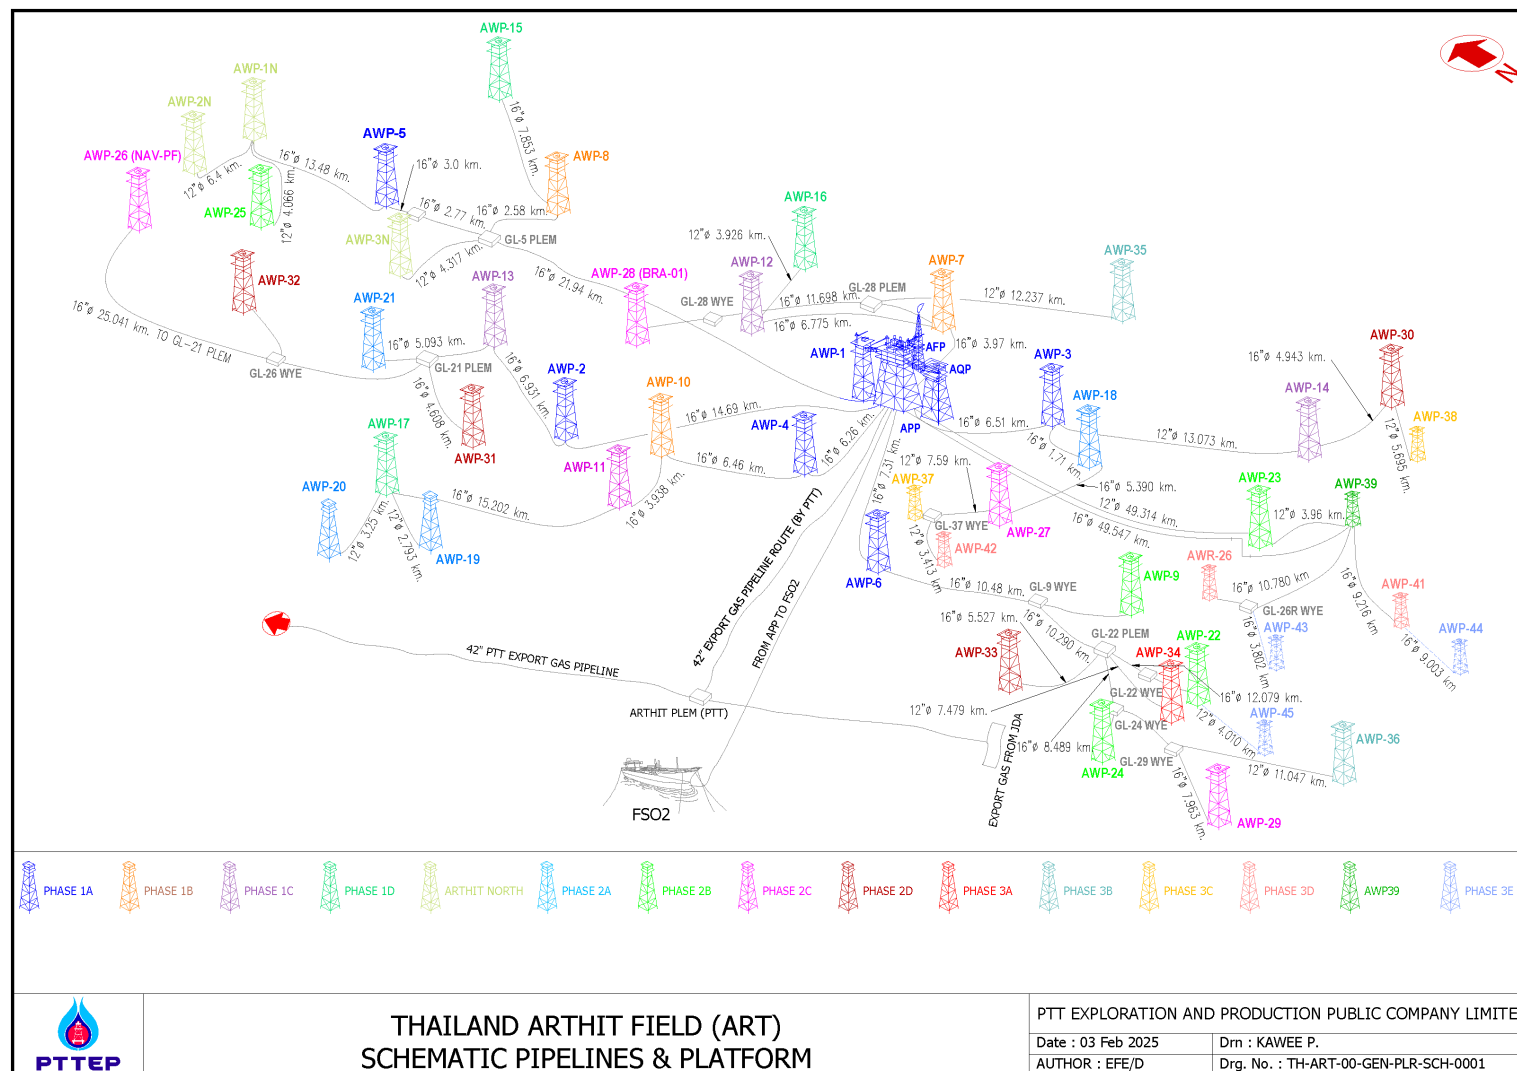 AWP-15
AWP-1N
AWP-2N
AWP-5
AWP-26 (NAV-PF)
AWP-8
16"ø 13.48 km.
16"ø 3.0 km.
16"ø 7.853 km.
12"ø 6.4 km.
12"ø 4.066 km.
AWP-25
AWP-16
16"ø 2.77 km.
16"ø 2.58 km.
AWP-3N
GL-5 PLEM
12"ø 3.926 km.
12"ø 4.317 km.
AWP-35
AWP-32
AWP-13
16"ø 21.94 km.
AWP-28 (BRA-01)
AWP-12
AWP-7
GL-28 PLEM
AWP-21
GL-28 WYE
16"ø 11.698 km.
12"ø 12.237 km.
16"ø 6.775 km.
16"ø 25.041 km. TO GL-21 PLEM
16"ø 5.093 km.
16"ø 3.97 km.
AWP-30
AFP
AWP-1
AWP-3
16"ø 4.943 km.
GL-26 WYE
GL-21 PLEM
AQP
AWP-2
16"ø 6.931 km.
AWP-10
AWP-14
AWP-18
16"ø 4.608 km.
16"ø 14.69 km.
AWP-4
16"ø 6.26 km.
APP
16"ø 6.51 km.
AWP-38
AWP-17
12"ø 13.073 km.
16"ø 1.71 km.
12"ø 5.695 km.
AWP-31
AWP-11
16"ø 6.46 km.
12"ø 7.59 km.
16"ø 7.31 km.
AWP-37
16"ø 5.390 km.
AWP-23
AWP-39
AWP-20
16"ø 15.202 km.
16"ø 3.938 km.
12"ø 49.314 km.
12"ø 3.96 km.
16"ø 49.547 km.
12"ø 3.25 km.
12"ø 2.793 km.
AWP-19
GL-37 WYE
AWP-27
AWP-42
12"ø 3.413 km
AWP-6
AWR-26
16"ø 10.780 km
AWP-9
16"ø 10.48 km.
GL-9 WYE
16"ø 9.216 km
AWP-41
GL-26R WYE
16"ø 5.527 km.
16"ø 10.290 km.
GL-22 PLEM
AWP-43
AWP-44
42" EXPORT GAS PIPELINE ROUTE (BY PTT)
FROM APP TO FSO2
AWP-33
AWP-34
AWP-22
16"ø 3.802 km
16"ø 9.003 km
42" PTT EXPORT GAS PIPELINE
GL-22 WYE
16"ø 12.079 km.
ARTHIT PLEM (PTT)
12"ø 7.479 km.
GL-24 WYE
AWP-45
12"ø 4.010 km
AWP-36
16"ø 8.489 km
EXPORT GAS FROM JDA
GL-29 WYE
AWP-24
12"ø 11.047 km.
16"ø 7.963 km.
FSO2
AWP-29
N
PHASE 1A
PHASE 1B
PHASE 1C
PHASE 1D
ARTHIT NORTH
PHASE 2A
PHASE 2B
PHASE 2C
PHASE 2D
PHASE 3A
PHASE 3B
PHASE 3C
PHASE 3D
AWP39
PHASE 3E
PTTEP
THAILAND ARTHIT FIELD (ART)
SCHEMATIC PIPELINES & PLATFORM
PTT EXPLORATION AND PRODUCTION PUBLIC COMPANY LIMITE
Date : 03 Feb 2025
Drn : KAWEE P.
AUTHOR : EFE/D
Drg. No. : TH-ART-00-GEN-PLR-SCH-0001